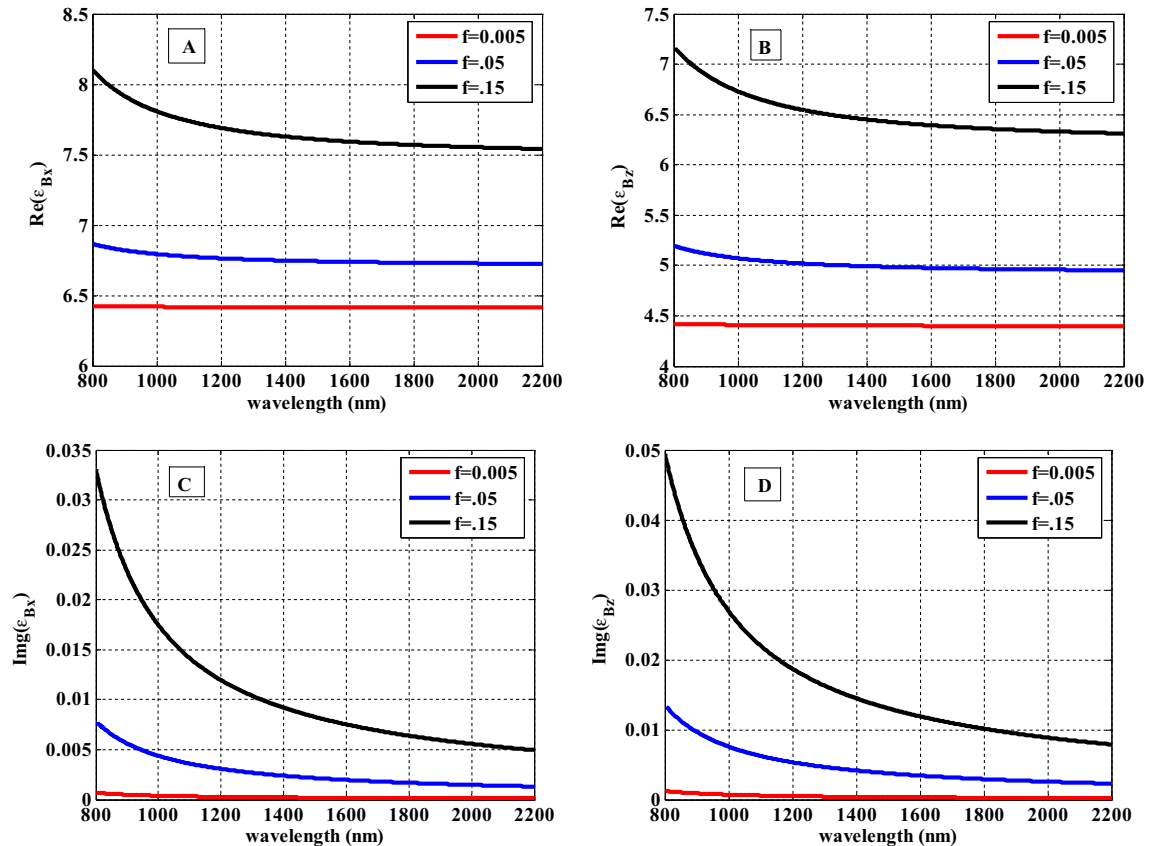 8.5
8
7.5
7
6.5
6
Re(εBx)
A
f=0.005
f=.05
f=.15
800 1000 1200 1400 1600 1800 2000 2200
wavelength (nm)
7.5
7
6.5
6
5.5
5
4.5
4
Re(εBz)
B
f=0.005
f=.05
f=.15
800 1000 1200 1400 1600 1800 2000 2200
wavelength (nm)
0.035
0.03
0.025
0.02
0.015
0.01
0.005
0
Img(εBx)
C
f=0.005
f=.05
f=.15
800 1000 1200 1400 1600 1800 2000 2200
wavelength (nm)
0.05
0.04
0.03
0.02
0.01
0
Img(εBz)
D
f=0.005
f=.05
f=.15
800 1000 1200 1400 1600 1800 2000 2200
wavelength (nm)